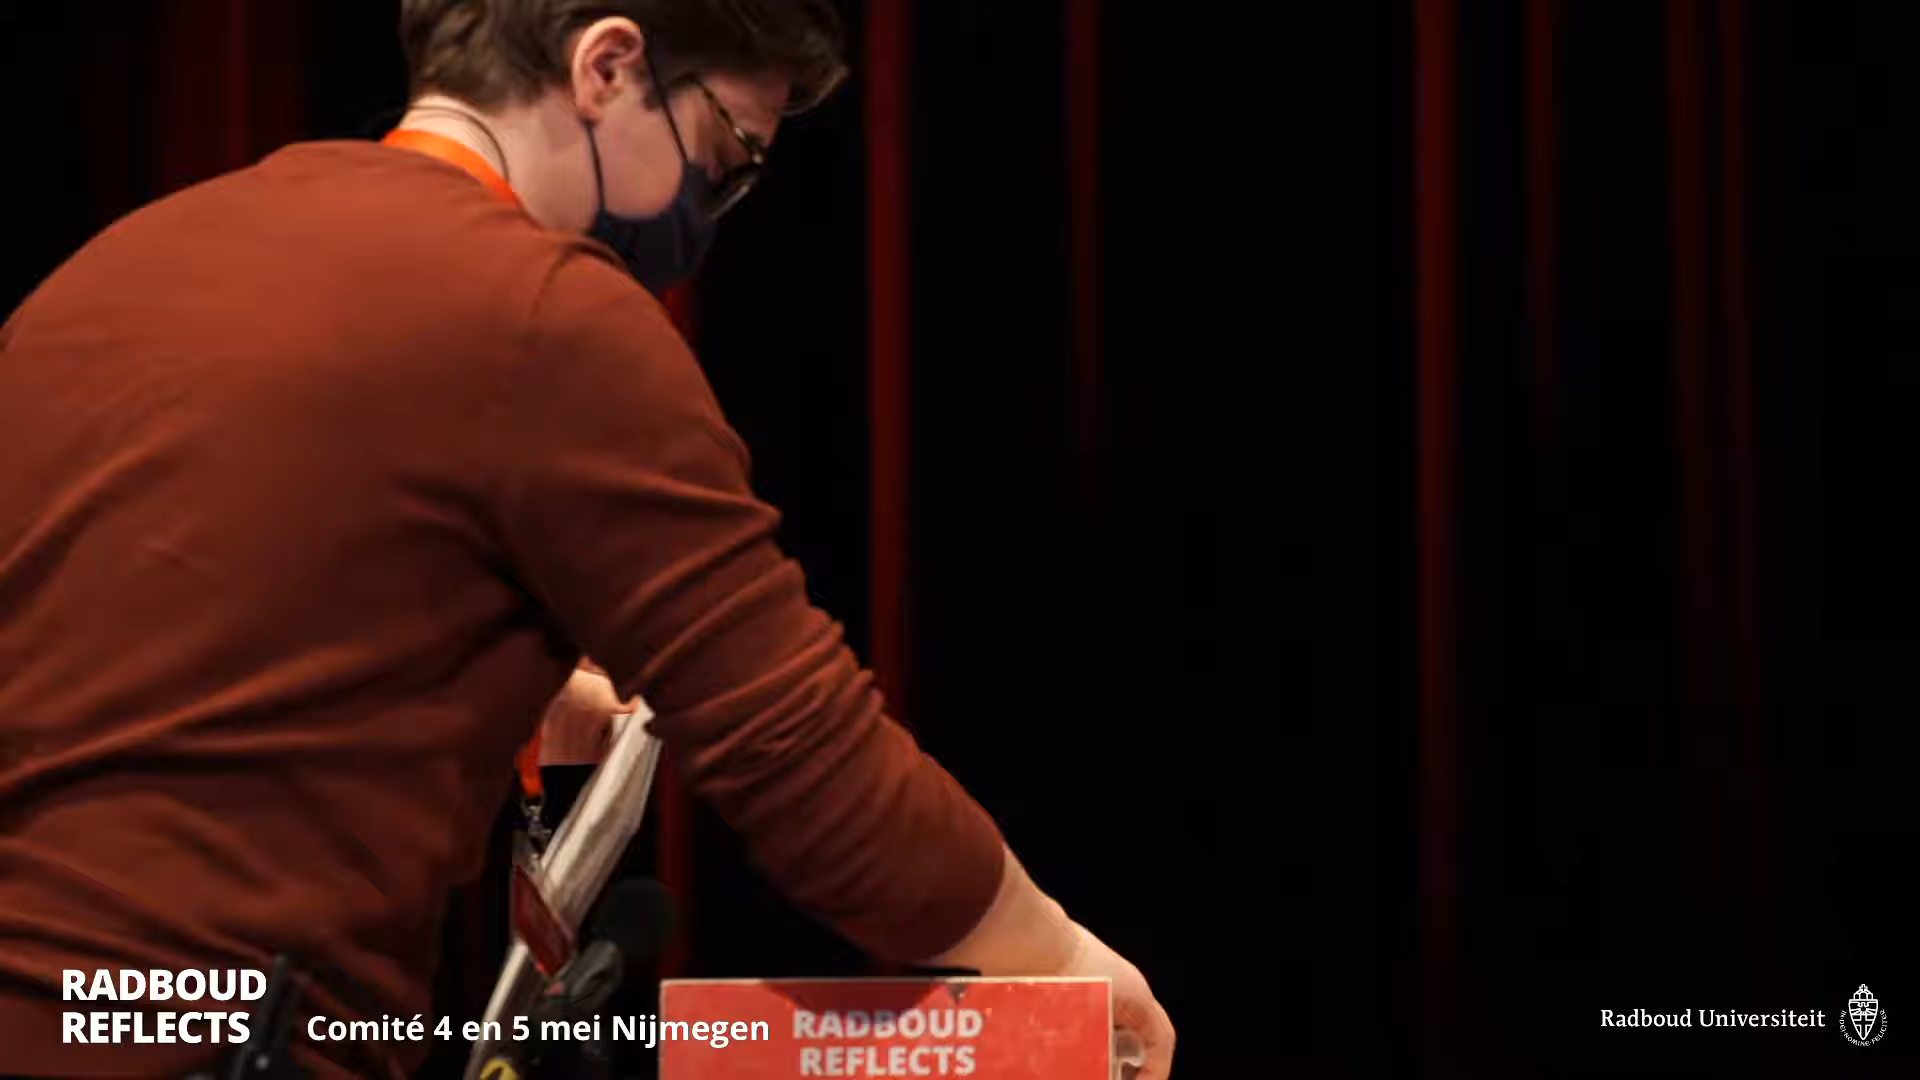 RADBOUD
REFLECTS
Comité 4 en 5 mei Nijmegen
RADBOUD
REFLECTS
Radboud Universiteit